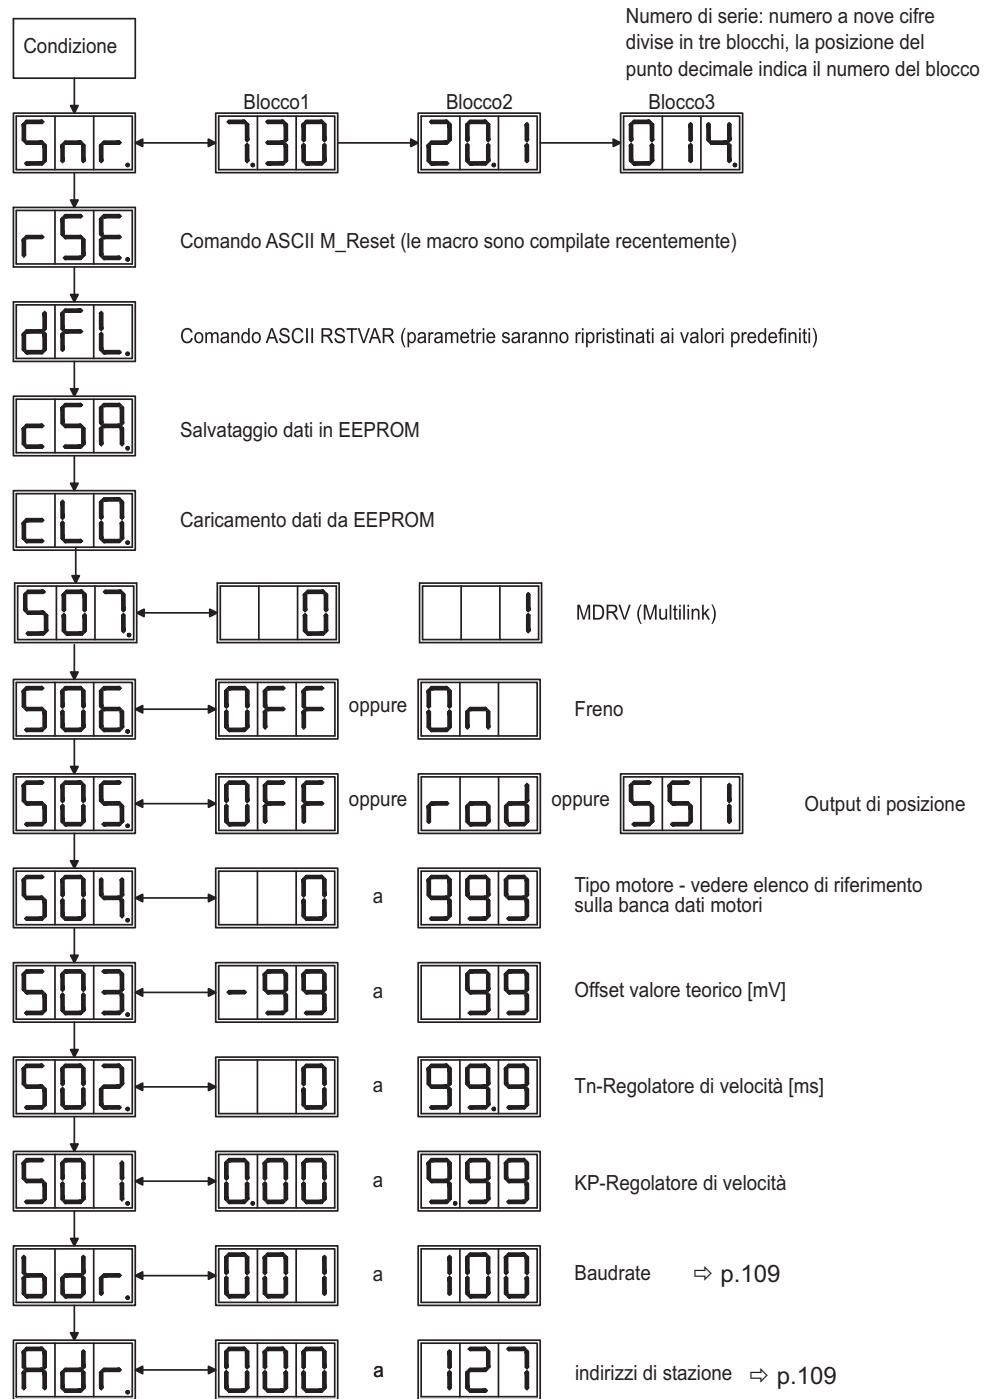 Numero di serie: numero a nove cifre
divise in tre blocchi, la posizione del
punto decimale indica il numero del blocco
Condizione
Blocco1 Blocco2 Blocco3
Snr. 7.30 20.1 014.
rSE. Comando ASCII M_Reset (le macro sono compilate recentemente)
dFL. Comando ASCII RSTVAR (parametrie saranno ripristinati ai valori predefiniti)
cSA. Salvataggio dati in EEPROM
cLO. Caricamento dati da EEPROM
S07. 0 1 MDRV (Multilink)
S06. OFF oppure On Freno
S05. OFF oppure rod oppure SSI Output di posizione
S04. 0 a 999 Tipo motore - vedere elenco di riferimento
sulla banca dati motori
S03. -99 a 99 Offset valore teorico [mV]
S02. 0 a 99.9 Tn-Regolatore di velocità [ms]
S01. 0.00 a 9.99 KP-Regolatore di velocità
bdr. 001 a 100 Baudrate ⇨ p.109
Adr. 000 a 127 indirizzi di stazione ⇨ p.109